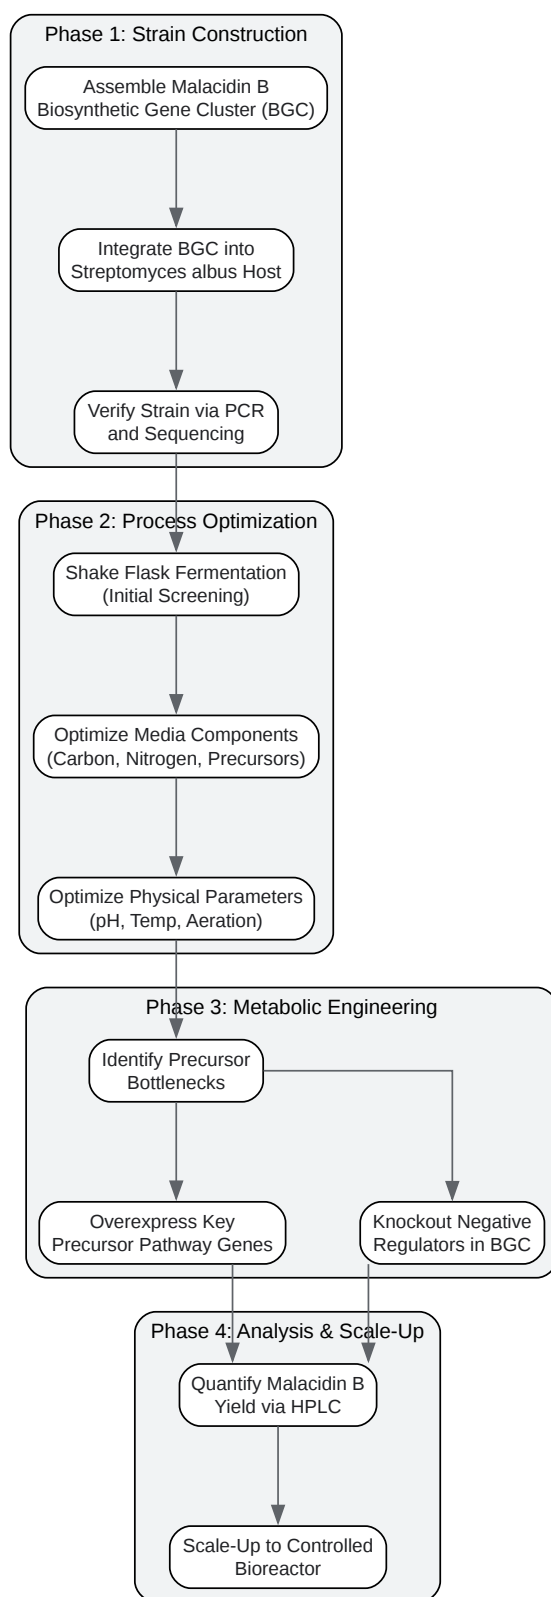 Phase 1: Strain Construction
Assemble Malacidin B
Biosynthetic Gene Cluster (BGC)
Integrate BGC into
Streptomyces albus Host
Verify Strain via PCR
and Sequencing
Phase 2: Process Optimization
Shake Flask Fermentation
(Initial Screening)
Optimize Media Components
(Carbon, Nitrogen, Precursors)
Optimize Physical Parameters
(pH, Temp, Aeration)
Phase 3: Metabolic Engineering
Identify Precursor
Bottlenecks
Overexpress Key
Precursor Pathway Genes
Knockout Negative
Regulators in BGC
Phase 4: Analysis & Scale-Up
Quantify Malacidin B
Yield via HPLC
Scale-Up to Controlled
Bioreactor